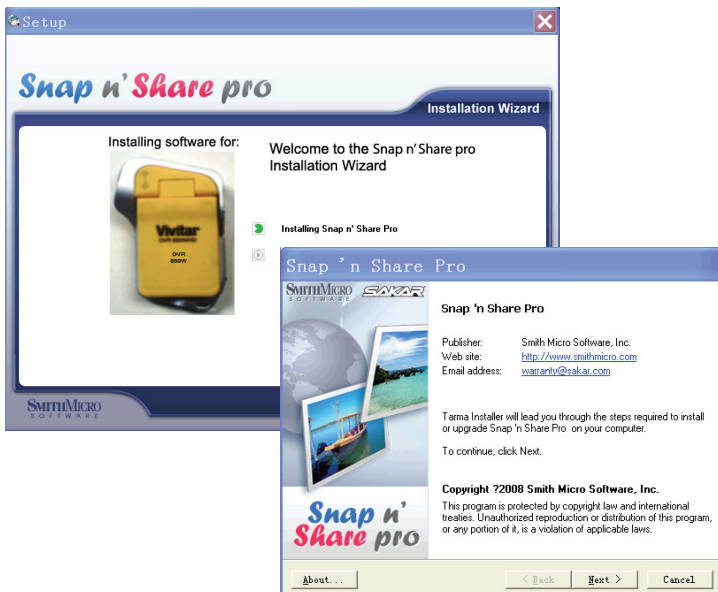 Setup
Snap n' Share pro
Installation Wizard
Installing software for:
Vivitar
DVR
850W
Welcome to the Snap n' Share pro
Installation Wizard
Installing Snap n' Share Pro
SMITHMICRO
SOFTWARE
Snap 'n Share Pro
SMITHMICRO
SOFTWARE
SAKAR
Snap n'
Share pro
Snap 'n Share Pro
Publisher: Smith Micro Software, Inc.
Web site: http://www.smithmicro.com
Email address: warranty@sakar.com
Tarma Installer will lead you through the steps required to install
or upgrade Snap 'n Share Pro on your computer.
To continue, click Next.
Copyright ?2008 Smith Micro Software, Inc.
This program is protected by copyright law and international
treaties. Unauthorized reproduction or distribution of this program,
or any portion of it, is a violation of applicable laws.
About...
< Back
Next >
Cancel